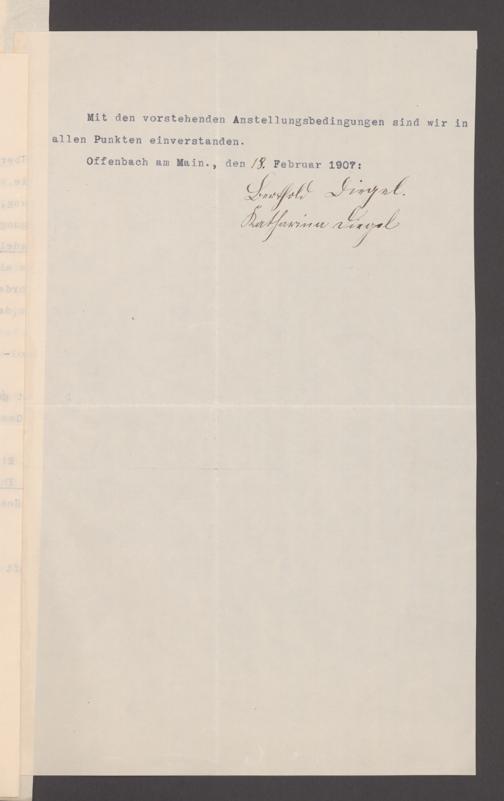 Mit den vorstehenden Anstellungsbedingungen sind wir in
allen Punkten einverstanden.
Offenbach am Main., den 18. Februar 1907:
Berthold Diegel.
Katharina Diegel